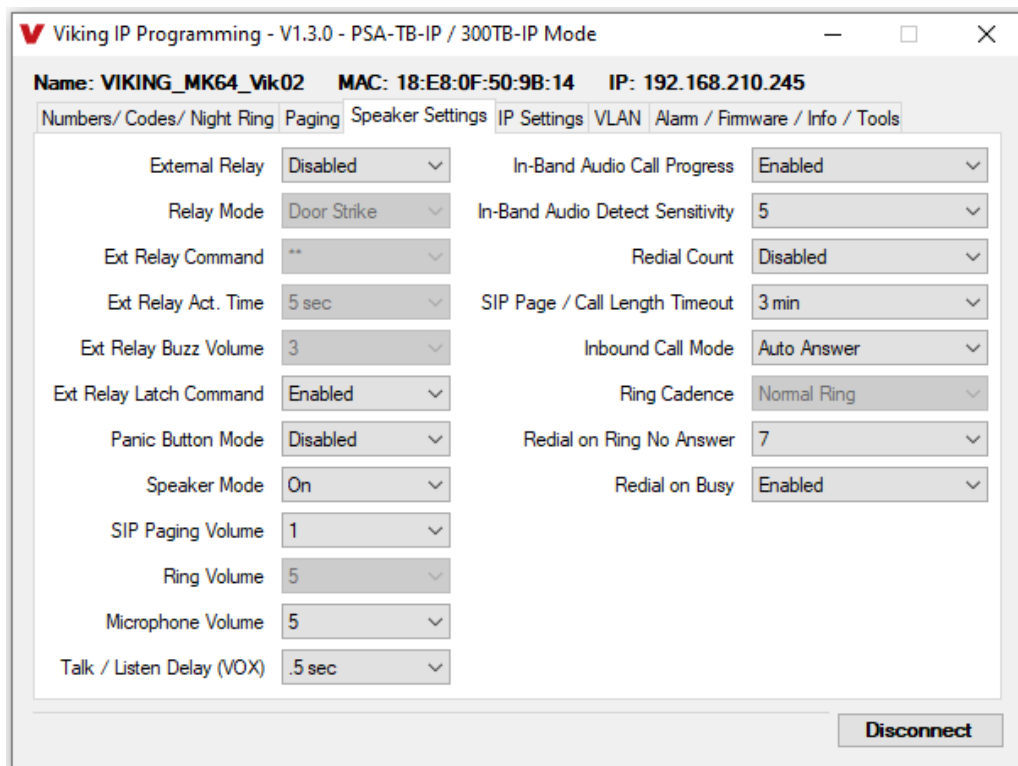 Viking IP Programming - V1.3.0 - PSA-TB-IP / 300TB-IP Mode
Name: VIKING_MK64_Vik02 MAC: 18:E8:0F:50:9B:14 IP: 192.168.210.245
Numbers/ Codes/ Night Ring Paging Speaker Settings IP Settings VLAN Alarm / Firmware / Info / Tools
External Relay Disabled
Relay Mode Door Strike
Ext Relay Command **
Ext Relay Act. Time 5 sec
Ext Relay Buzz Volume 3
Ext Relay Latch Command Enabled
Panic Button Mode Disabled
Speaker Mode On
SIP Paging Volume 1
Ring Volume 5
Microphone Volume 5
Talk / Listen Delay (VOX) .5 sec
In-Band Audio Call Progress Enabled
In-Band Audio Detect Sensitivity 5
Redial Count Disabled
SIP Page / Call Length Timeout 3 min
Inbound Call Mode Auto Answer
Ring Cadence Normal Ring
Redial on Ring No Answer 7
Redial on Busy Enabled
Disconnect